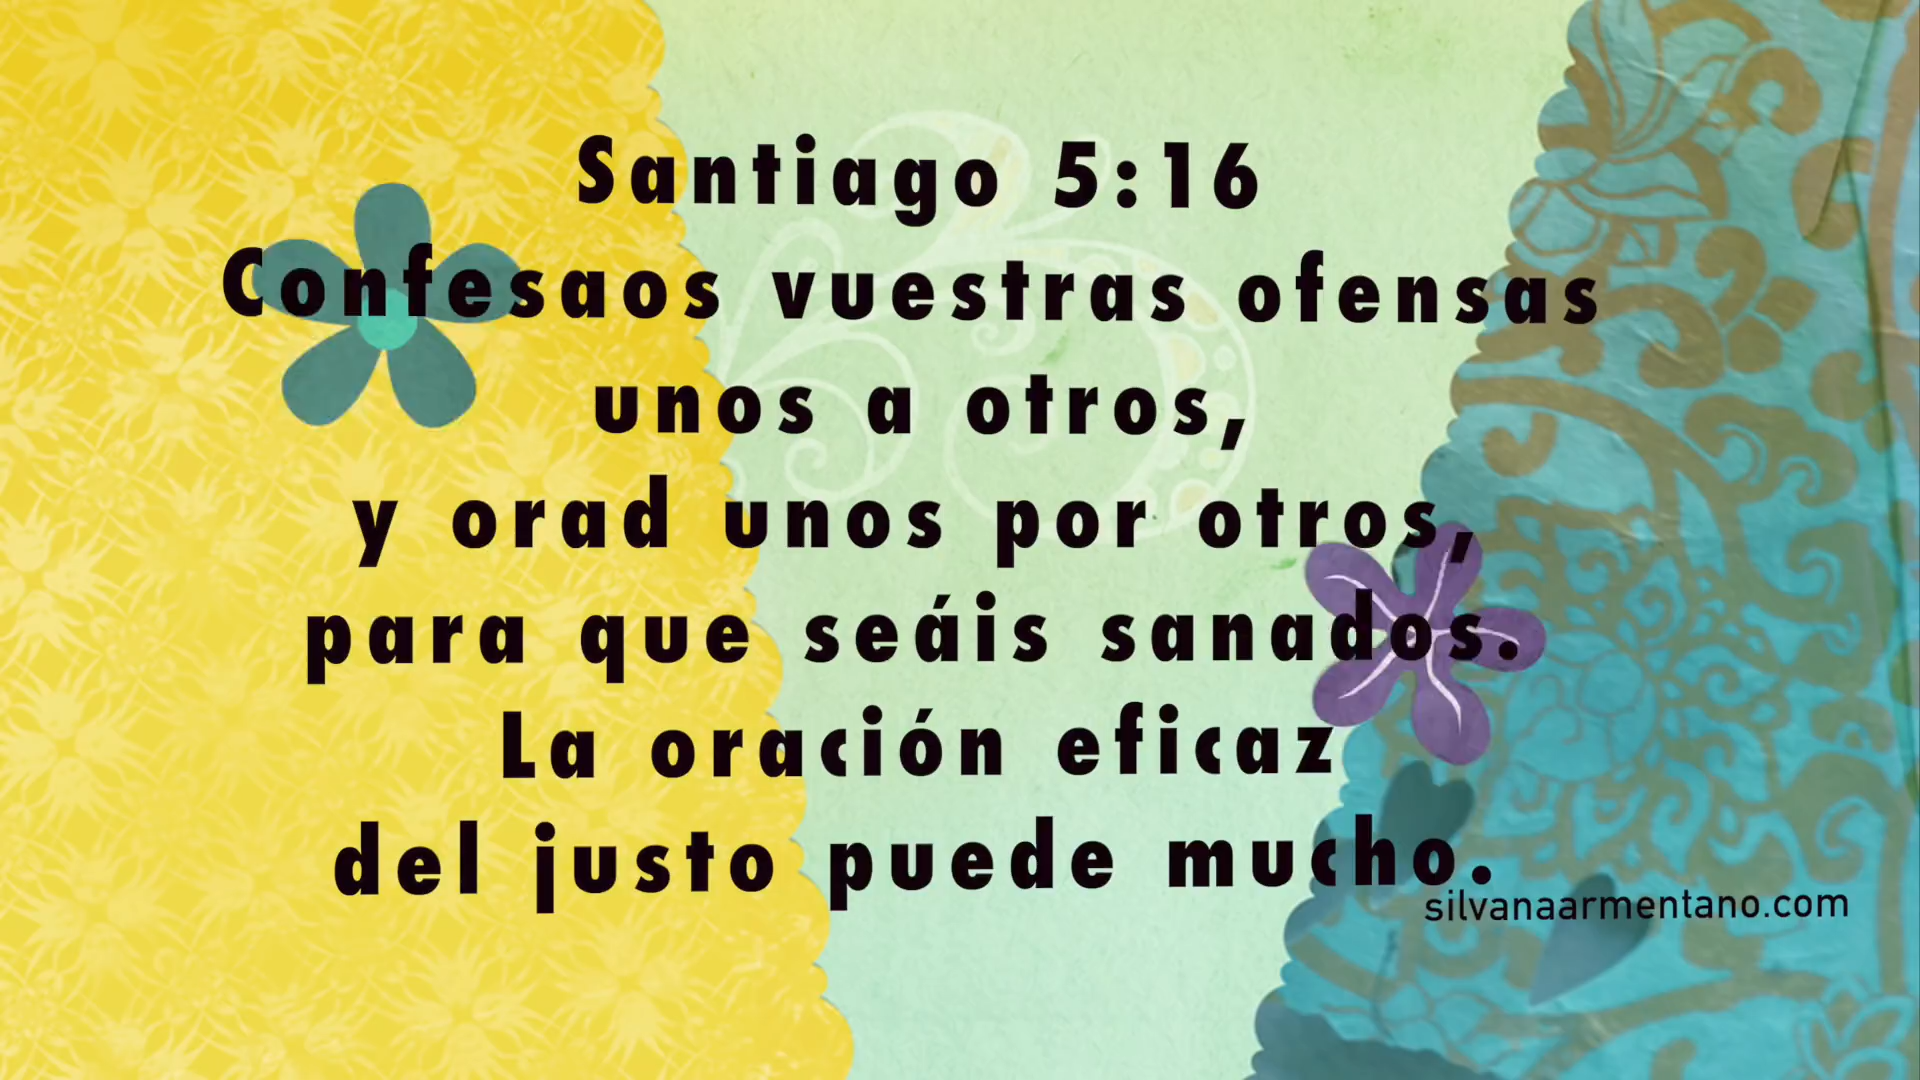 Santiago 5:16
Confesaos vuestras ofensas
unos a otros,
y orad unos por otros,
para que seáis sanados.
La oración eficaz
del justo puede mucho.
silvanaarmentano.com